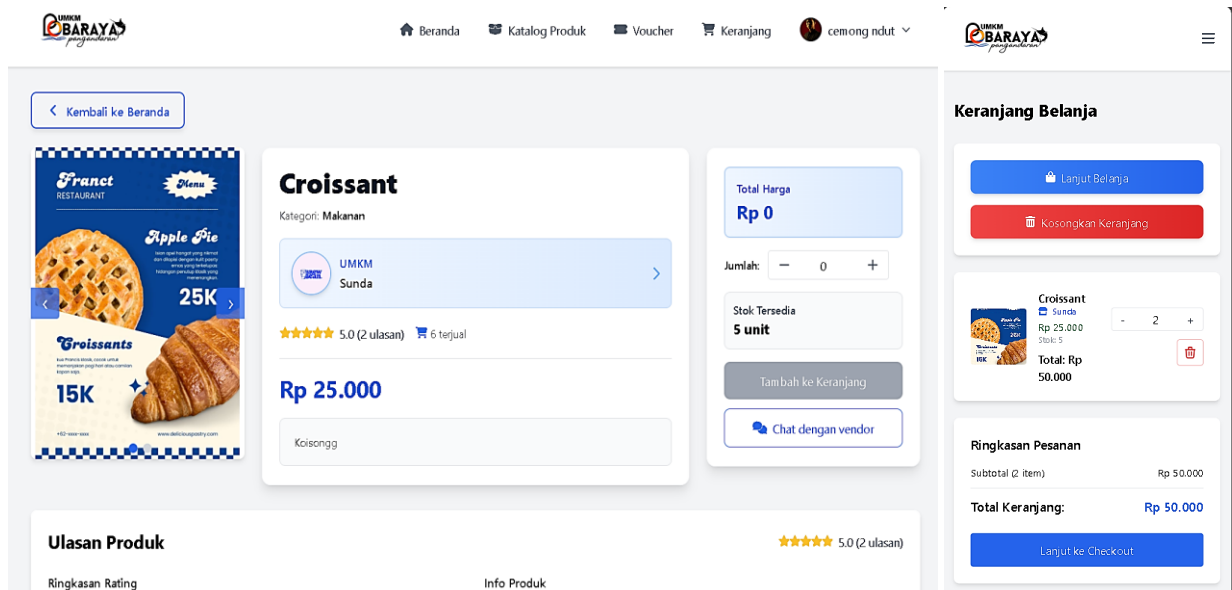 UMKM
BARAYA
pangandaran
Beranda
Katalog Produk
Voucher
Keranjang
cemong ndut
Kembali ke Beranda
Franct
RESTAURANT
Menu
Apple Pie
25K
Croissants
15K
www.deliciouspastry.com
Croissant
Kategori: Makanan
UMKM
Sunda
5.0 (2 ulasan)
6 terjual
Rp 25.000
Koisongg
Total Harga
Rp 0
Jumlah:
− 0 +
Stok Tersedia
5 unit
Tambah ke Keranjang
Chat dengan vendor
Ulasan Produk
5.0 (2 ulasan)
Ringkasan Rating
Info Produk
UMKM
BARAYA
pangandaran
Keranjang Belanja
Lanjut Belanja
Kosongkan Keranjang
Croissant
Sunda
Rp 25.000
Stok: 5
Total: Rp
50.000
- 2 +
Ringkasan Pesanan
Subtotal (2 item) Rp 50.000
Total Keranjang: Rp 50.000
Lanjut ke Checkout